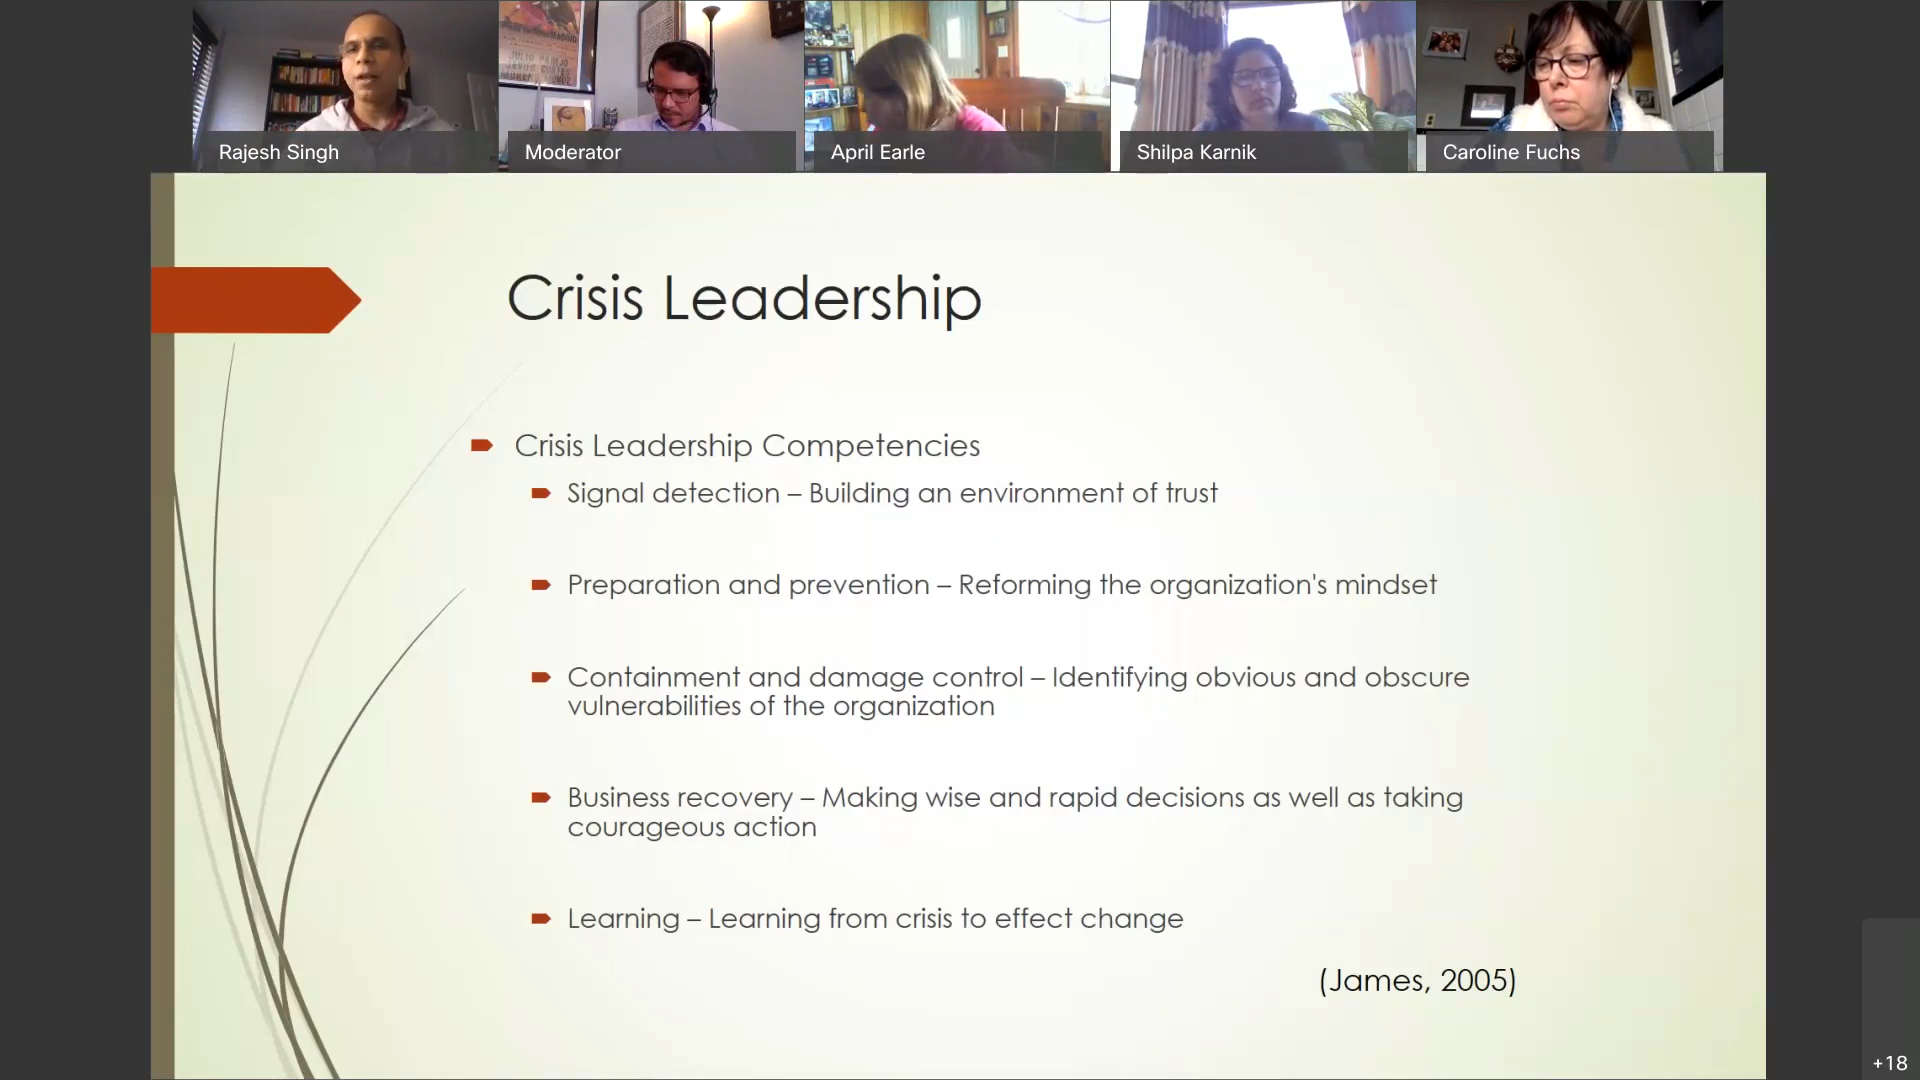 MADRID
JULIO
Rajesh Singh
Moderator
April Earle
Shilpa Karnik
Caroline Fuchs
Crisis Leadership
Crisis Leadership Competencies
Signal detection – Building an environment of trust
Preparation and prevention – Reforming the organization's mindset
Containment and damage control – Identifying obvious and obscure
vulnerabilities of the organization
Business recovery – Making wise and rapid decisions as well as taking
courageous action
Learning – Learning from crisis to effect change
(James, 2005)
+18